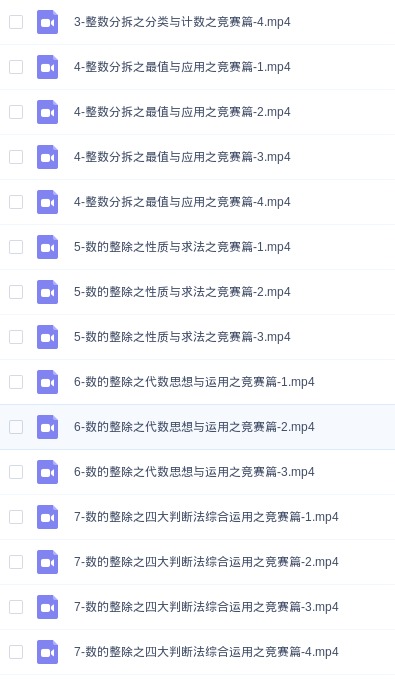 3-整数分拆之分类与计数之竞赛篇-4.mp4
4-整数分拆之最值与应用之竞赛篇-1.mp4
4-整数分拆之最值与应用之竞赛篇-2.mp4
4-整数分拆之最值与应用之竞赛篇-3.mp4
4-整数分拆之最值与应用之竞赛篇-4.mp4
5-数的整除之性质与求法之竞赛篇-1.mp4
5-数的整除之性质与求法之竞赛篇-2.mp4
5-数的整除之性质与求法之竞赛篇-3.mp4
6-数的整除之代数思想与运用之竞赛篇-1.mp4
6-数的整除之代数思想与运用之竞赛篇-2.mp4
6-数的整除之代数思想与运用之竞赛篇-3.mp4
7-数的整除之四大判断法综合运用之竞赛篇-1.mp4
7-数的整除之四大判断法综合运用之竞赛篇-2.mp4
7-数的整除之四大判断法综合运用之竞赛篇-3.mp4
7-数的整除之四大判断法综合运用之竞赛篇-4.mp4